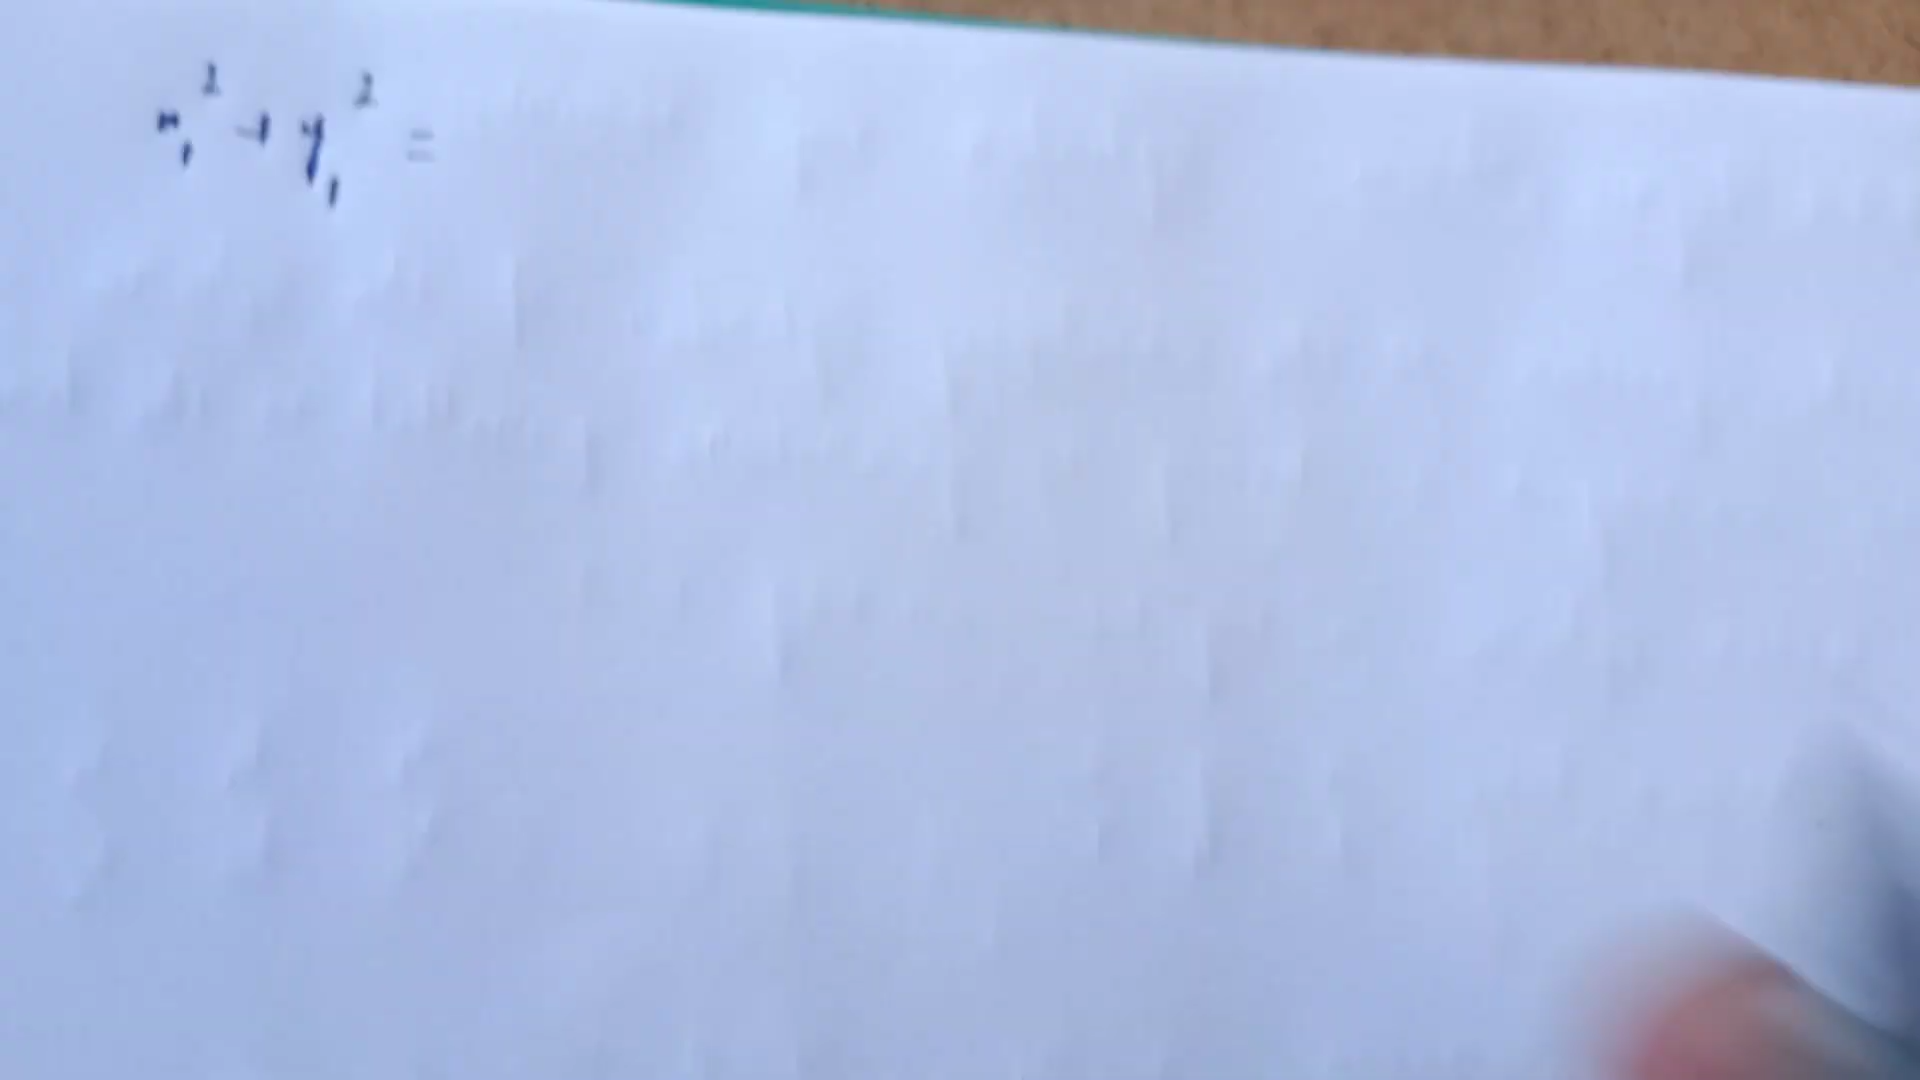 x₁² + y₁² =